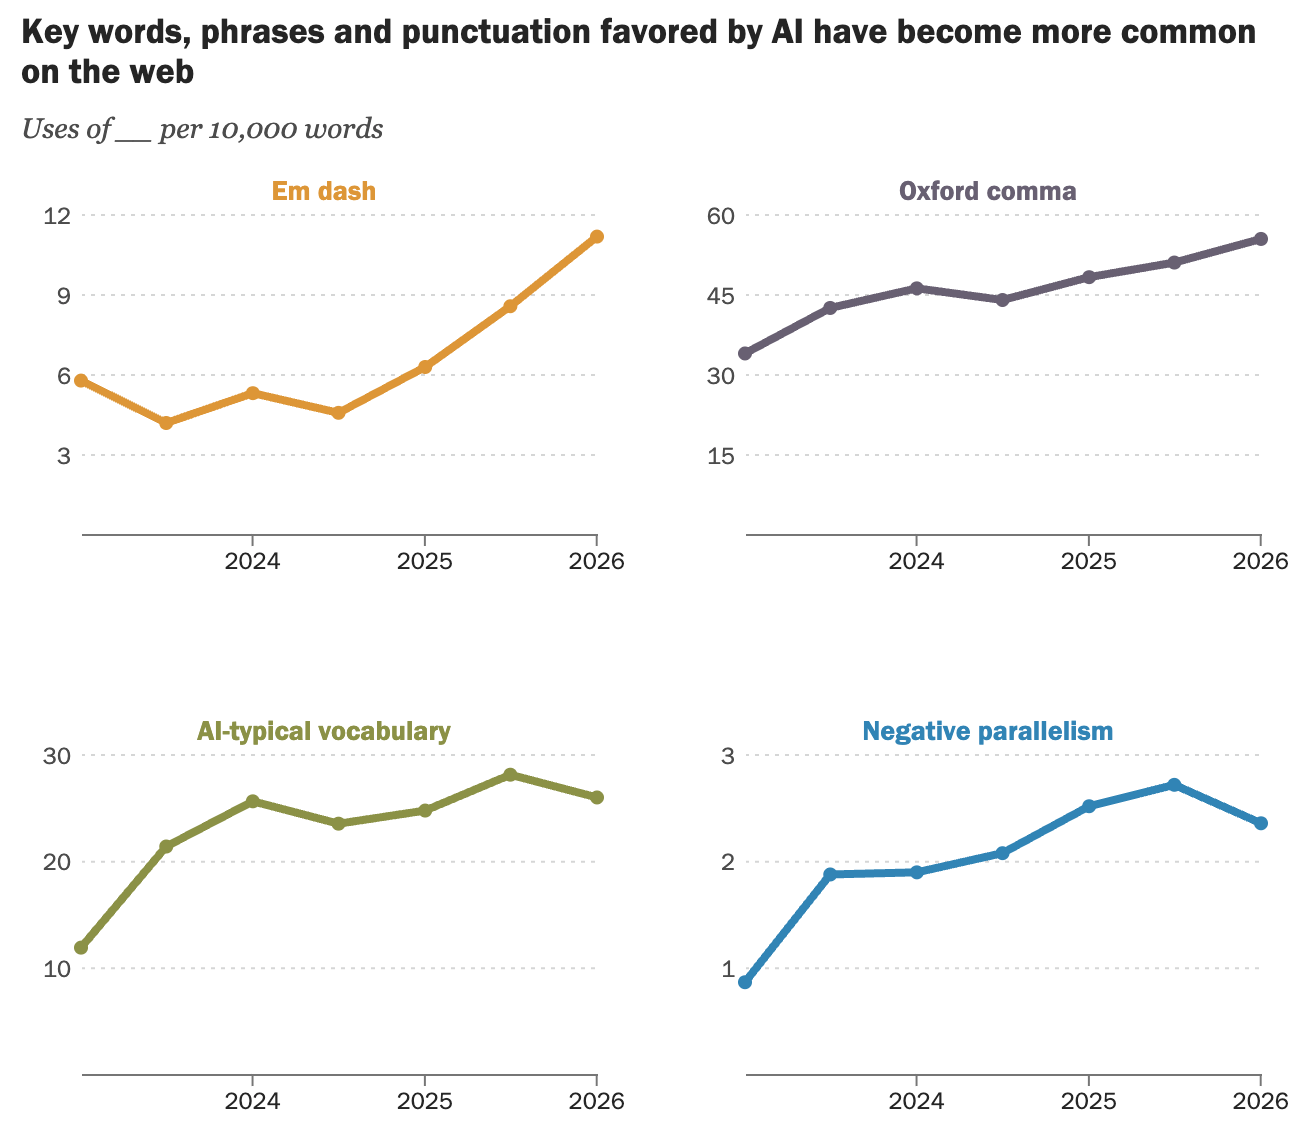 Key words, phrases and punctuation favored by AI have become more common
on the web
Uses of __ per 10,000 words
Em dash
12
9
6
3
2024 2025 2026
Oxford comma
60
45
30
15
2024 2025 2026
AI-typical vocabulary
30
20
10
2024 2025 2026
Negative parallelism
3
2
1
2024 2025 2026